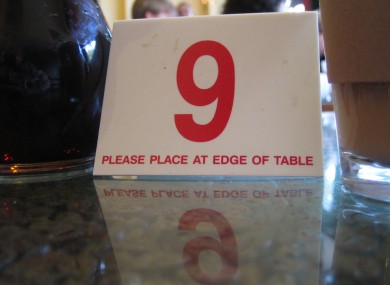 9
PLEASE PLACE AT EDGE OF TABLE